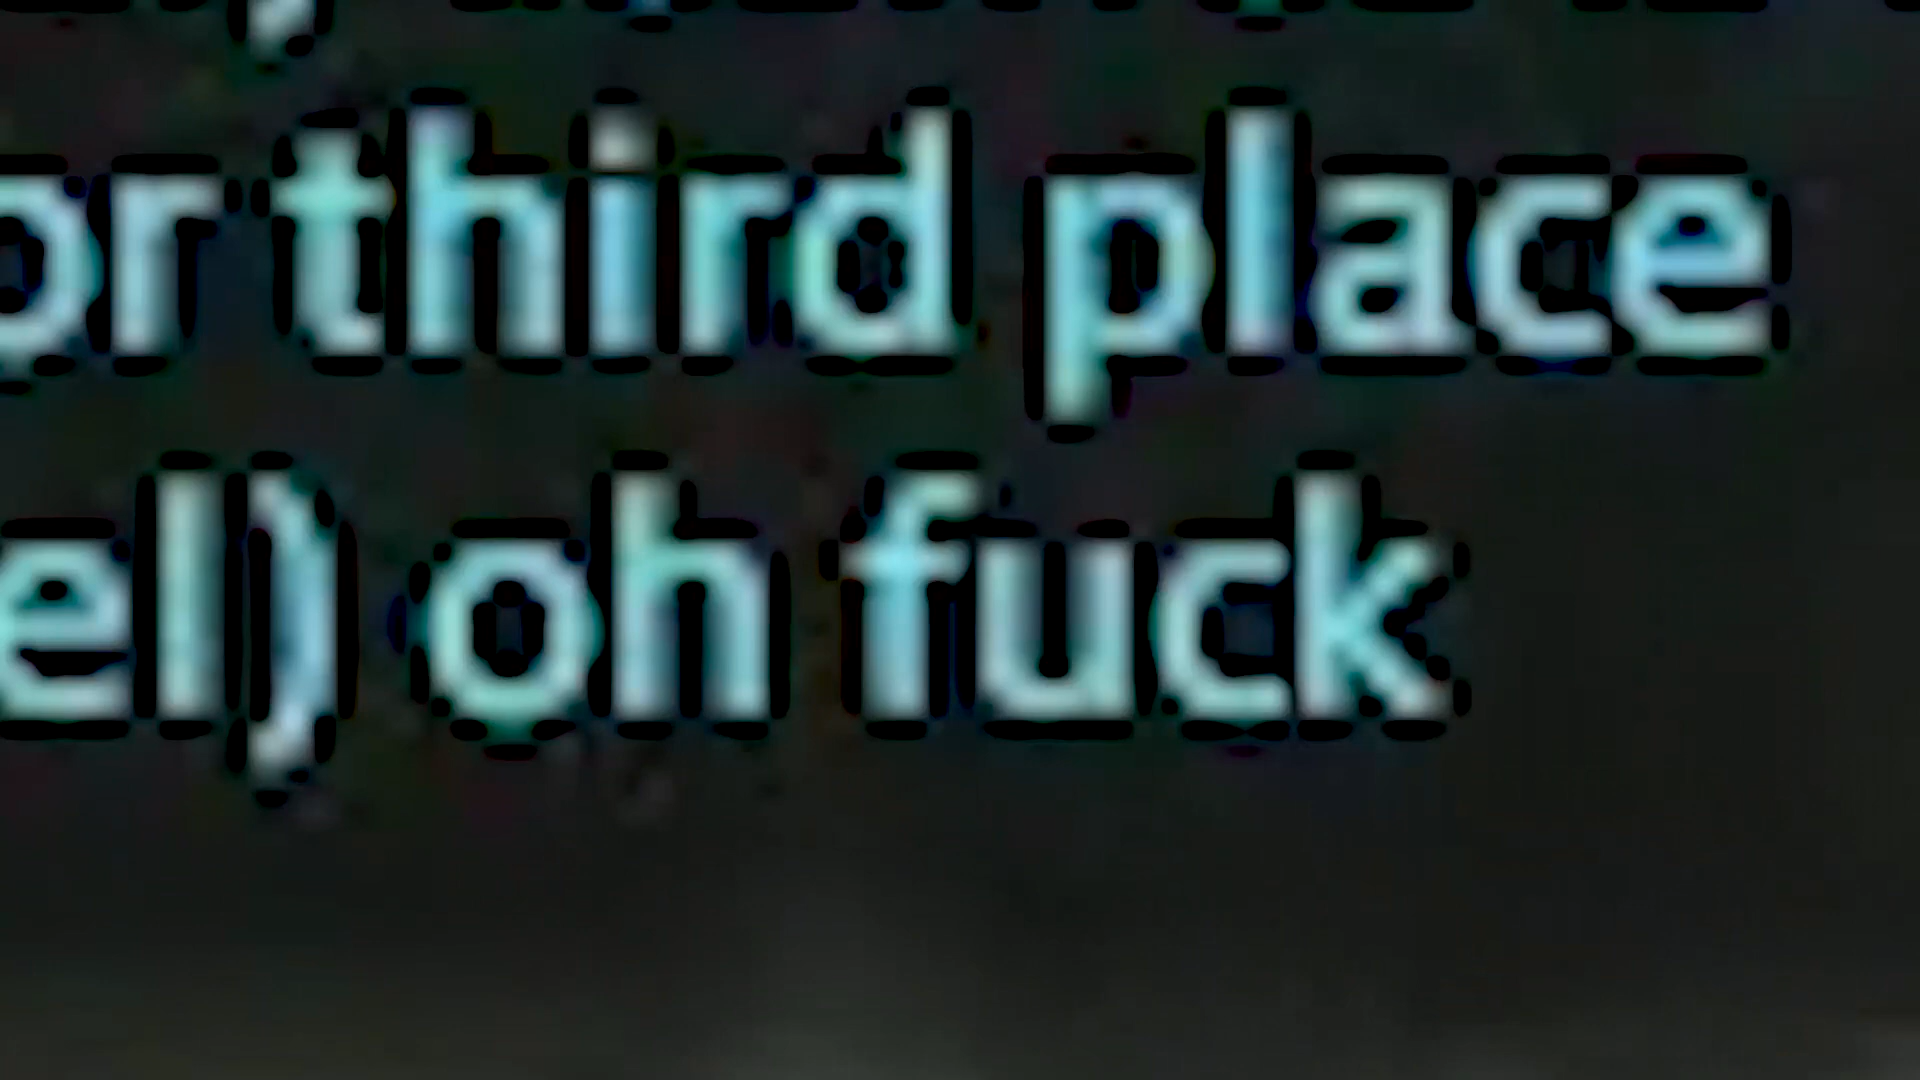 or third place
el) oh fuck